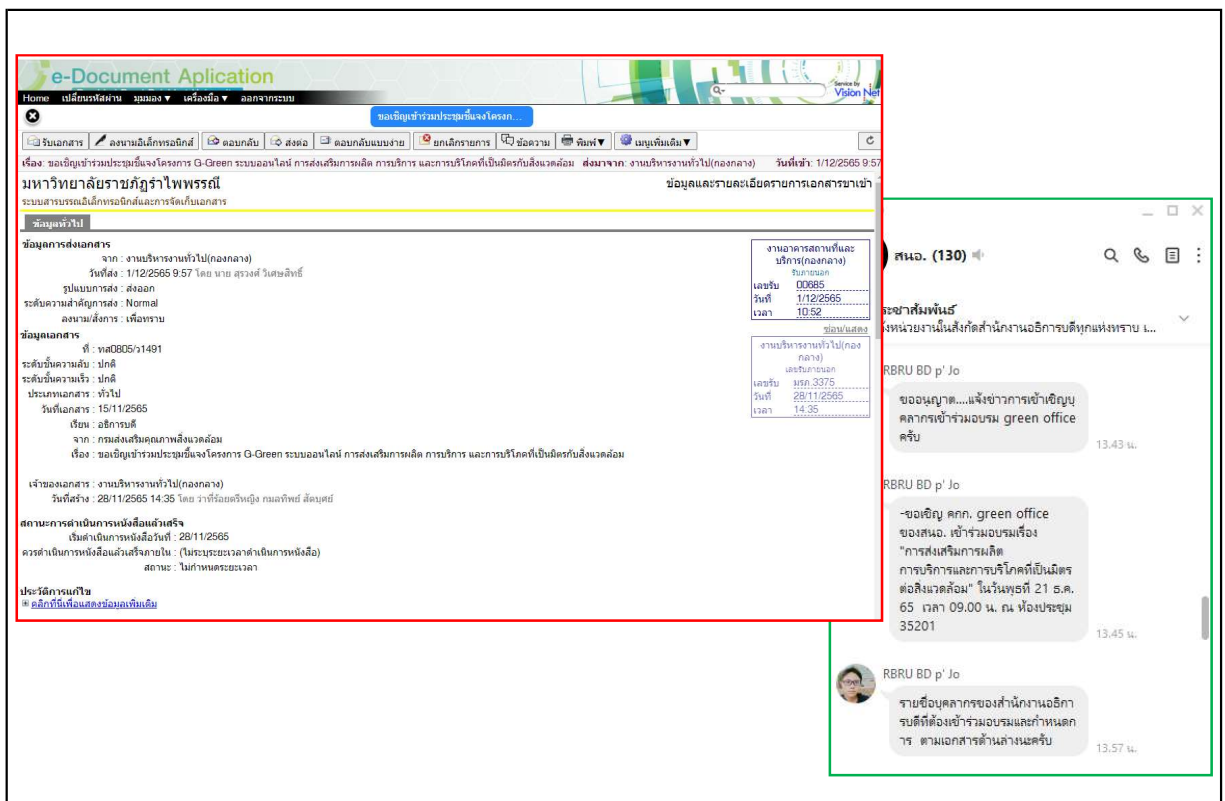 e-Document Aplication
Service by
Vision Net
Home เปลี่ยนรหัสผ่าน มุมมอง ▼ เครื่องมือ ▼ ออกจากระบบ
ขอเชิญเข้าร่วมประชุมชี้แจงโครงก...
รับเอกสาร ลงนามอิเล็กทรอนิกส์ ตอบกลับ ส่งต่อ ตอบกลับแบบง่าย ยกเลิกรายการ ข้อความ พิมพ์▼ เมนูเพิ่มเติม▼
เรื่อง: ขอเชิญเข้าร่วมประชุมชี้แจงโครงการ G-Green ระบบออนไลน์ การส่งเสริมการผลิต การบริการ และการบริโภคที่เป็นมิตรกับสิ่งแวดล้อม ส่งมาจาก: งานบริหารงานทั่วไป(กองกลาง) วันที่เข้า: 1/12/2565 9:57
มหาวิทยาลัยราชภัฏรำไพพรรณี
ข้อมูลและรายละเอียดรายการเอกสารขาเข้า
ระบบสารบรรณอิเล็กทรอนิกส์และการจัดเก็บเอกสาร
ข้อมูลทั่วไป
ข้อมูลการส่งเอกสาร
จาก : งานบริหารงานทั่วไป(กองกลาง)
วันที่ส่ง : 1/12/2565 9:57 โดย นาย สุรวงศ์ วิเศษสิทธิ์
รูปแบบการส่ง : ส่งออก
ระดับความสำคัญการส่ง : Normal
ลงนาม/สั่งการ : เพื่อทราบ
ข้อมูลเอกสาร
ที่ : ทส0805/ว1491
ระดับชั้นความลับ : ปกติ
ระดับชั้นความเร็ว : ปกติ
ประเภทเอกสาร : ทั่วไป
วันที่เอกสาร : 15/11/2565
เรียน : อธิการบดี
จาก : กรมส่งเสริมคุณภาพสิ่งแวดล้อม
เรื่อง : ขอเชิญเข้าร่วมประชุมชี้แจงโครงการ G-Green ระบบออนไลน์ การส่งเสริมการผลิต การบริการ และการบริโภคที่เป็นมิตรกับสิ่งแวดล้อม
เจ้าของเอกสาร : งานบริหารงานทั่วไป(กองกลาง)
วันที่สร้าง : 28/11/2565 14:35 โดย ว่าที่ร้อยตรีหญิง กมลทิพย์ สัตบุศย์
สถานะการดำเนินการหนังสือแล้วเสร็จ
เริ่มดำเนินการหนังสือวันที่ : 28/11/2565
ควรดำเนินการหนังสือแล้วเสร็จภายใน : (ไม่ระบุระยะเวลาดำเนินการหนังสือ)
สถานะ : ไม่กำหนดระยะเวลา
ประวัติการแก้ไข
คลิกที่นี่เพื่อแสดงข้อมูลเพิ่มเติม
งานอาคารสถานที่และ
บริการ(กองกลาง)
รับภายนอก
เลขรับ 00685
วันที่ 1/12/2565
เวลา 10:52
ซ่อน/แสดง
งานบริหารงานทั่วไป(กอง
กลาง)
เลขรับภายนอก
เลขรับ มรภ.3375
วันที่ 28/11/2565
เวลา 14:35
สนอ. (130)
ระชาสัมพันธ์
ังหน่วยงานในสังกัดสำนักงานอธิการบดีทุกแห่งทราบ เ...
RBRU BD p' Jo
ขออนุญาต....แจ้งข่าวการเข้าเชิญบุ
คลากรเข้าร่วมอบรม green office
ครับ
13.43 น.
RBRU BD p' Jo
-ขอเชิญ คกก. green office
ของสนอ. เข้าร่วมอบรมเรื่อง
"การส่งเสริมการผลิต
การบริการและการบริโภคที่เป็นมิตร
ต่อสิ่งแวดล้อม" ในวันพุธที่ 21 ธ.ค.
65 เวลา 09.00 น. ณ ห้องประชุม
35201
13.45 น.
RBRU BD p' Jo
รายชื่อบุคลากรของสำนักงานอธิกา
รบดีที่ต้องเข้าร่วมอบรมและกำหนดก
าร ตามเอกสารด้านล่างนะครับ
13.57 น.